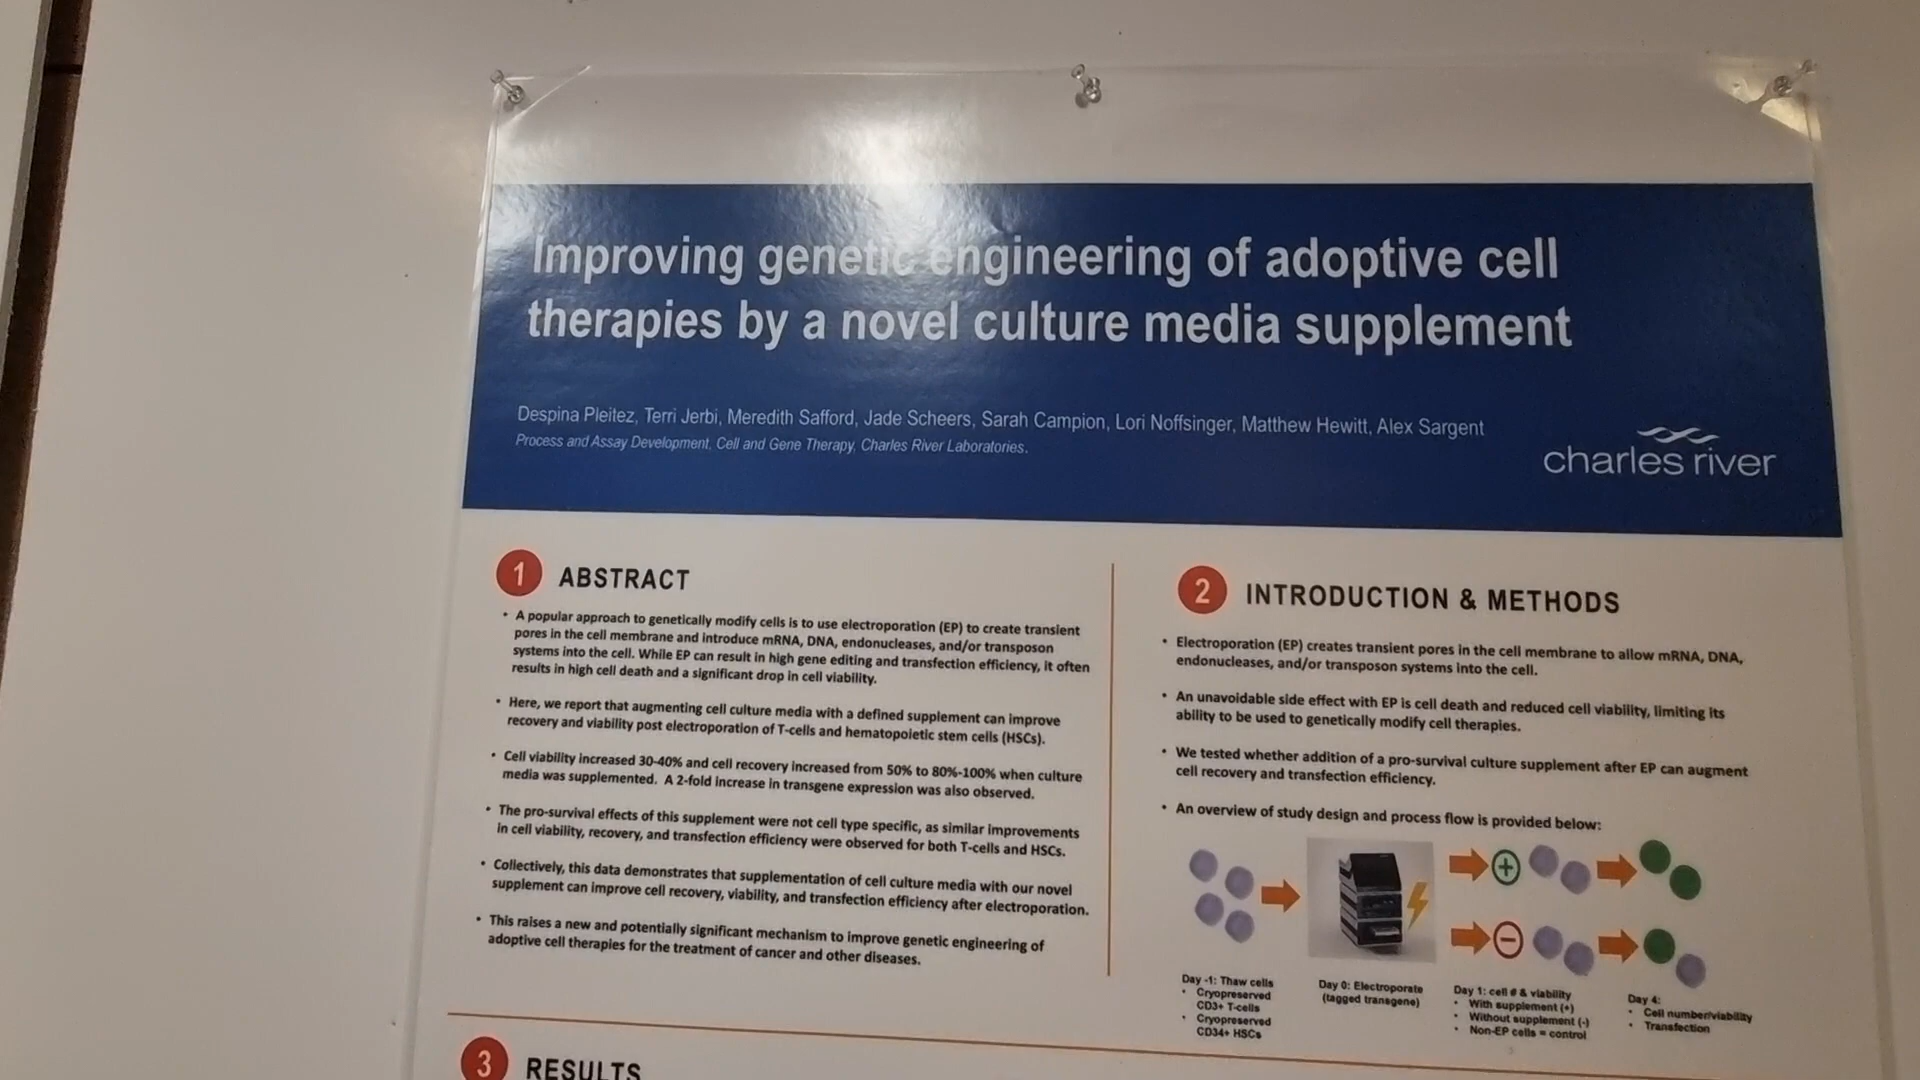 Improving genetic engineering of adoptive cell
therapies by a novel culture media supplement
Despina Pleitez, Terri Jerbi, Meredith Safford, Jade Scheers, Sarah Campion, Lori Noffsinger, Matthew Hewitt, Alex Sargent
Process and Assay Development, Cell and Gene Therapy, Charles River Laboratories.
charles river
1 ABSTRACT
• A popular approach to genetically modify cells is to use electroporation (EP) to create transient
pores in the cell membrane and introduce mRNA, DNA, endonucleases, and/or transposon
systems into the cell. While EP can result in high gene editing and transfection efficiency, it often
results in high cell death and a significant drop in cell viability.
• Here, we report that augmenting cell culture media with a defined supplement can improve
recovery and viability post electroporation of T-cells and hematopoietic stem cells (HSCs).
• Cell viability increased 30-40% and cell recovery increased from 50% to 80%-100% when culture
media was supplemented. A 2-fold increase in transgene expression was also observed.
• The pro-survival effects of this supplement were not cell type specific, as similar improvements
in cell viability, recovery, and transfection efficiency were observed for both T-cells and HSCs.
• Collectively, this data demonstrates that supplementation of cell culture media with our novel
supplement can improve cell recovery, viability, and transfection efficiency after electroporation.
• This raises a new and potentially significant mechanism to improve genetic engineering of
adoptive cell therapies for the treatment of cancer and other diseases.
2 INTRODUCTION & METHODS
• Electroporation (EP) creates transient pores in the cell membrane to allow mRNA, DNA,
endonucleases, and/or transposon systems into the cell.
• An unavoidable side effect with EP is cell death and reduced cell viability, limiting its
ability to be used to genetically modify cell therapies.
• We tested whether addition of a pro-survival culture supplement after EP can augment
cell recovery and transfection efficiency.
• An overview of study design and process flow is provided below:
+
−
Day -1: Thaw cells
• Cryopreserved
CD3+ T-cells
• Cryopreserved
CD34+ HSCs
Day 0: Electroporate
(tagged transgene)
Day 1: cell # & viability
• With supplement (+)
• Without supplement (-)
• Non-EP cells = control
Day 4:
• Cell number/viability
• Transfection
3 RESULTS